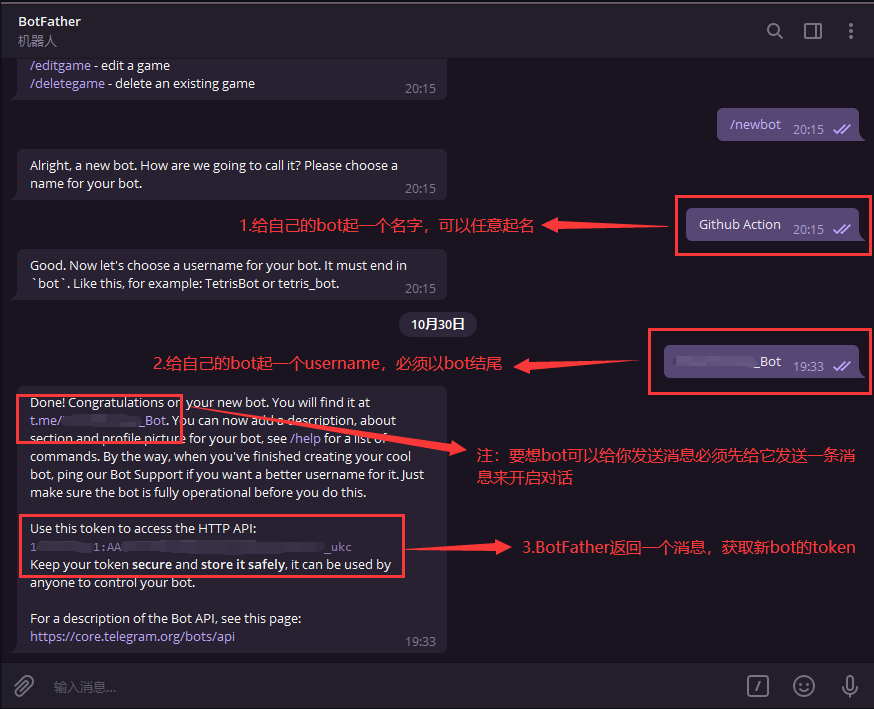 BotFather
机器人
/editgame - edit a game
/deletegame - delete an existing game
20:15
/newbot 20:15
Alright, a new bot. How are we going to call it? Please choose a
name for your bot.
20:15
1.给自己的bot起一个名字，可以任意起名
Github Action 20:15
Good. Now let's choose a username for your bot. It must end in
`bot`. Like this, for example: TetrisBot or tetris_bot.
20:15
10月30日
2.给自己的bot起一个username，必须以bot结尾
_Bot 19:33
Done! Congratulations on your new bot. You will find it at
t.me/ _Bot. You can now add a description, about
section and profile picture for your bot, see /help for a list of
commands. By the way, when you've finished creating your cool
bot, ping our Bot Support if you want a better username for it. Just
make sure the bot is fully operational before you do this.
注：要想bot可以给你发送消息必须先给它发送一条消
息来开启对话
Use this token to access the HTTP API:
1 1:AA _ukc
Keep your token secure and store it safely, it can be used by
anyone to control your bot.
3.BotFather返回一个消息，获取新bot的token
For a description of the Bot API, see this page:
https://core.telegram.org/bots/api
19:33
输入消息...